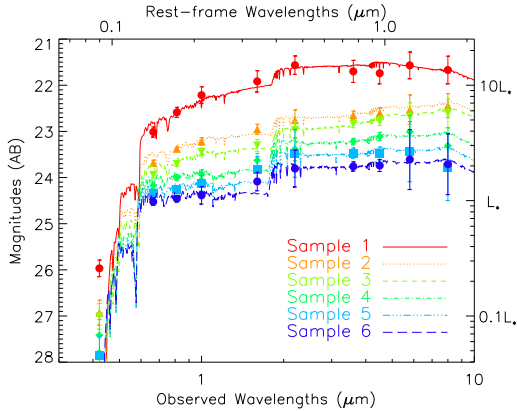 Rest-frame Wavelengths (μm)
0.1 1.0
21
22
23
24
25
26
27
28
Magnitudes (AB)
10L*
L*
0.1L*
Sample 1
Sample 2
Sample 3
Sample 4
Sample 5
Sample 6
1 10
Observed Wavelengths (μm)